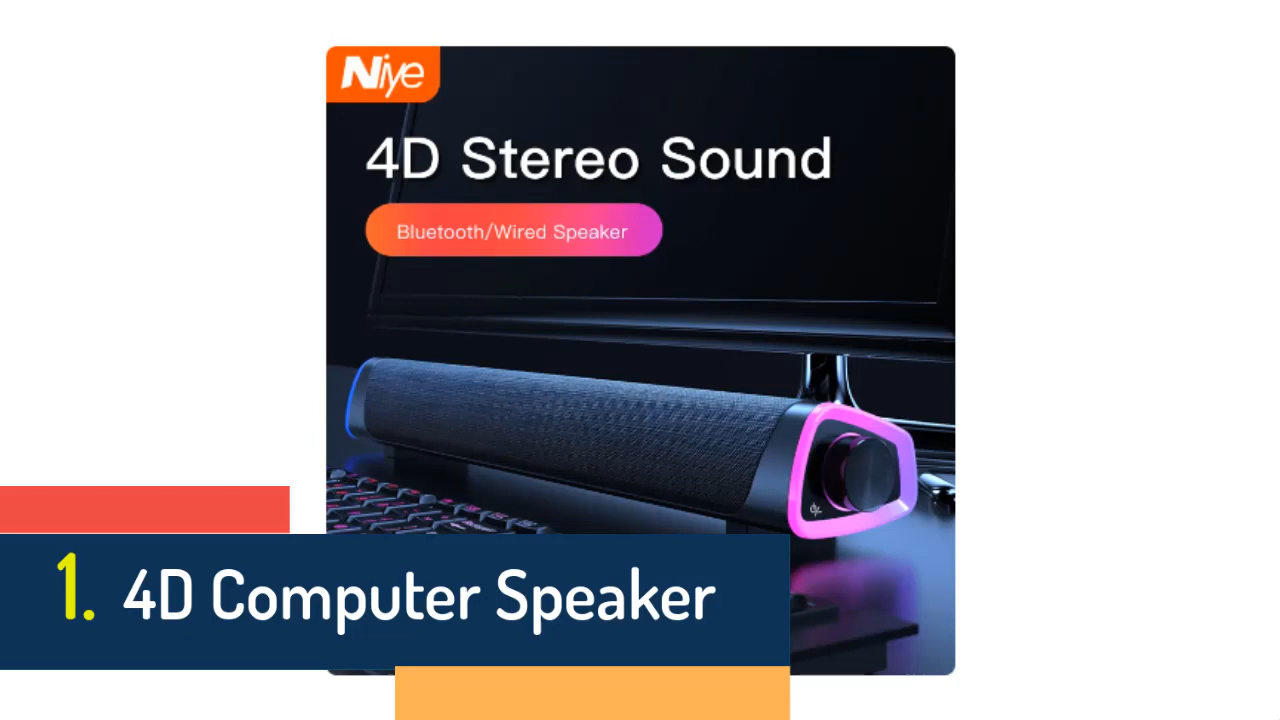 Niye
4D Stereo Sound
Bluetooth/Wired Speaker
1. 4D Computer Speaker